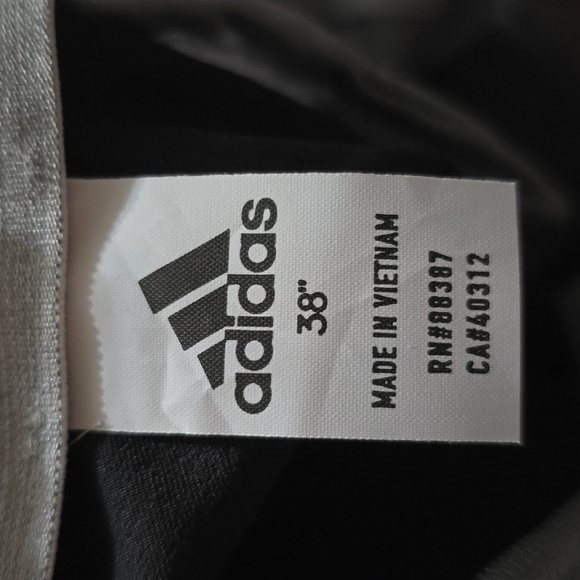 adidas
38"
MADE IN VIETNAM
RN#88387
CA#40312